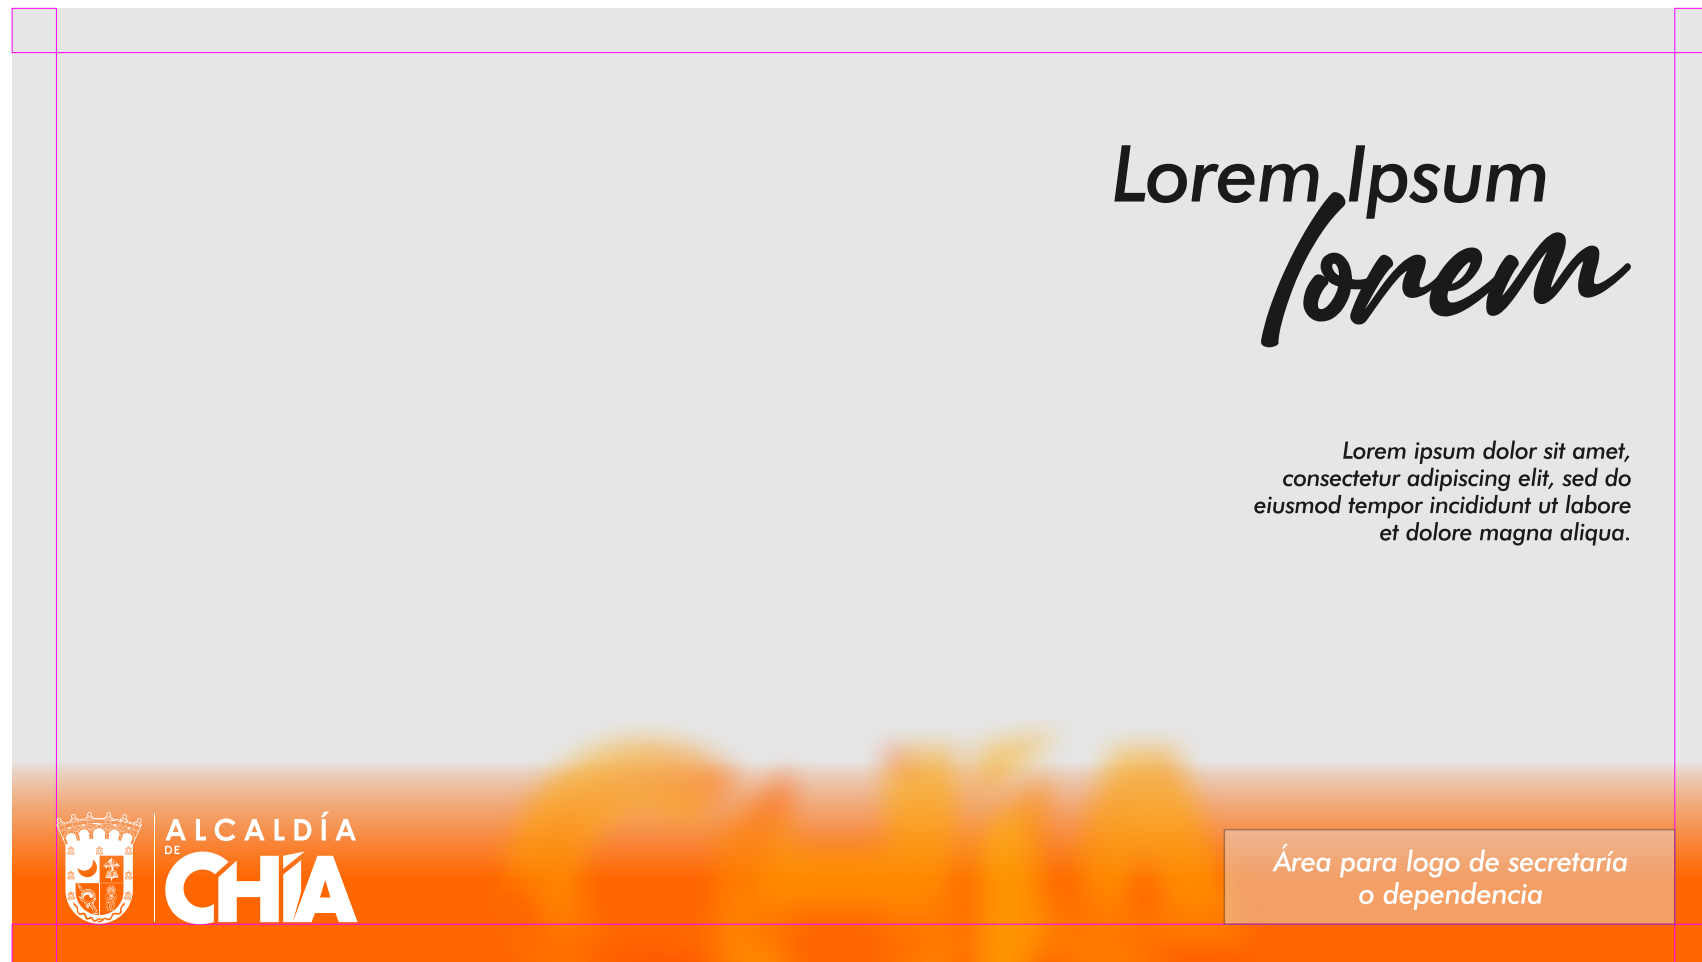 Lorem Ipsum
lorem
Lorem ipsum dolor sit amet,
consectetur adipiscing elit, sed do
eiusmod tempor incididunt ut labore
et dolore magna aliqua.
CHÍA
ALCALDÍA
DE
CHÍA
Área para logo de secretaría
o dependencia